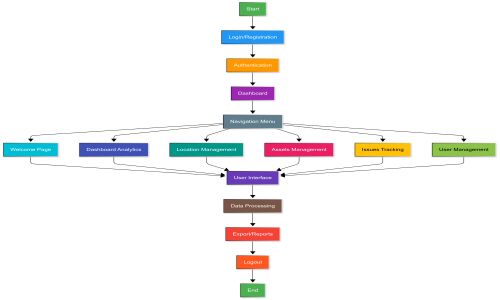 Start
Login/Registration
Authentication
Dashboard
Navigation Menu
Welcome Page
Dashboard Analytics
Location Management
Assets Management
Issues Tracking
User Management
User Interface
Data Processing
Export/Reports
Logout
End